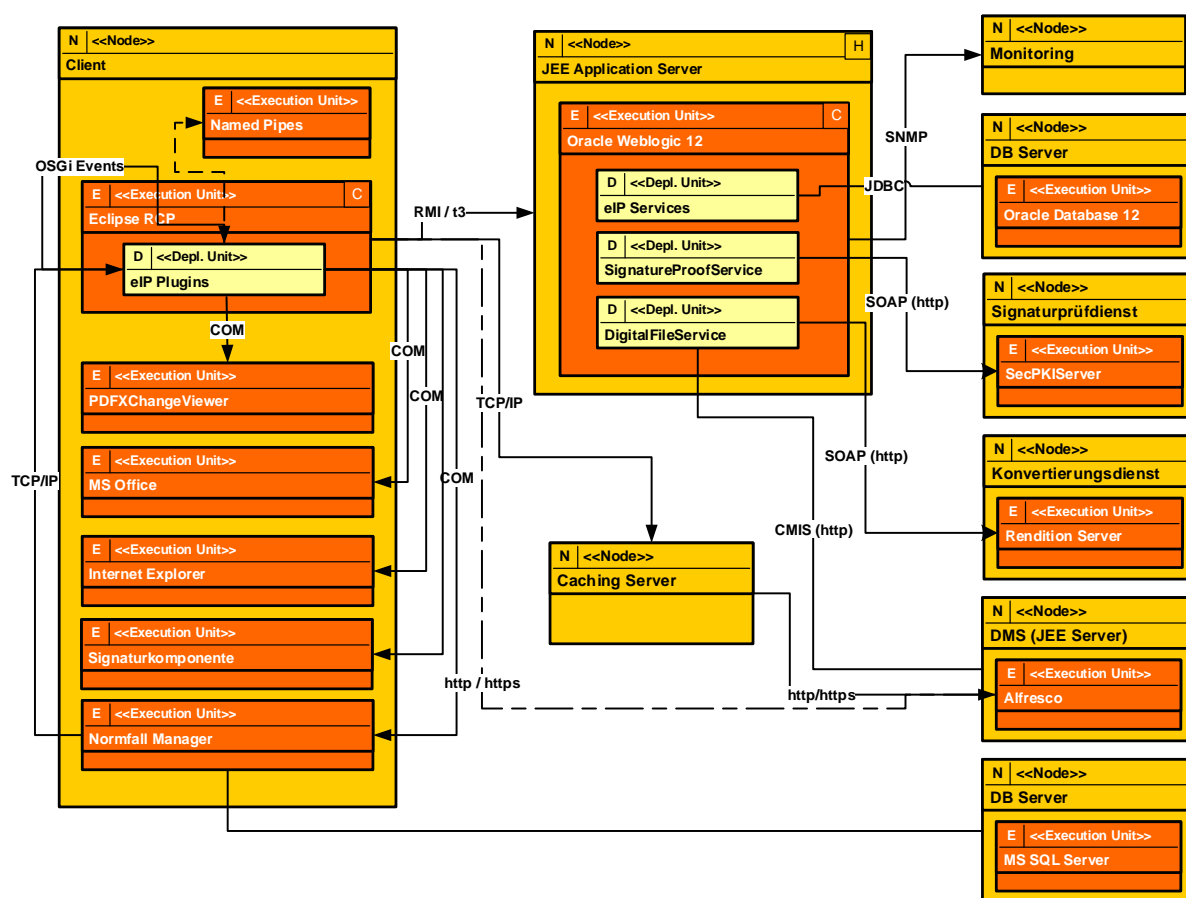 N <<Node>>
Client
E <<Execution Unit>>
Named Pipes
OSGi Events
E <<Execution Unit>> C
Eclipse RCP
D <<Depl. Unit>>
eIP Plugins
COM
E <<Execution Unit>>
PDFXChangeViewer
COM
COM
E <<Execution Unit>>
MS Office
TCP/IP
COM
E <<Execution Unit>>
Internet Explorer
E <<Execution Unit>>
Signaturkomponente
http / https
E <<Execution Unit>>
Normfall Manager
RMI / t3
TCP/IP
N <<Node>> H
JEE Application Server
E <<Execution Unit>> C
Oracle Weblogic 12
D <<Depl. Unit>>
eIP Services
D <<Depl. Unit>>
SignatureProofService
D <<Depl. Unit>>
DigitalFileService
N <<Node>>
Caching Server
SNMP
JDBC
SOAP (http)
SOAP (http)
CMIS (http)
http/https
N <<Node>>
Monitoring
N <<Node>>
DB Server
E <<Execution Unit>>
Oracle Database 12
N <<Node>>
Signaturprüfdienst
E <<Execution Unit>>
SecPKIServer
N <<Node>>
Konvertierungsdienst
E <<Execution Unit>>
Rendition Server
N <<Node>>
DMS (JEE Server)
E <<Execution Unit>>
Alfresco
N <<Node>>
DB Server
E <<Execution Unit>>
MS SQL Server